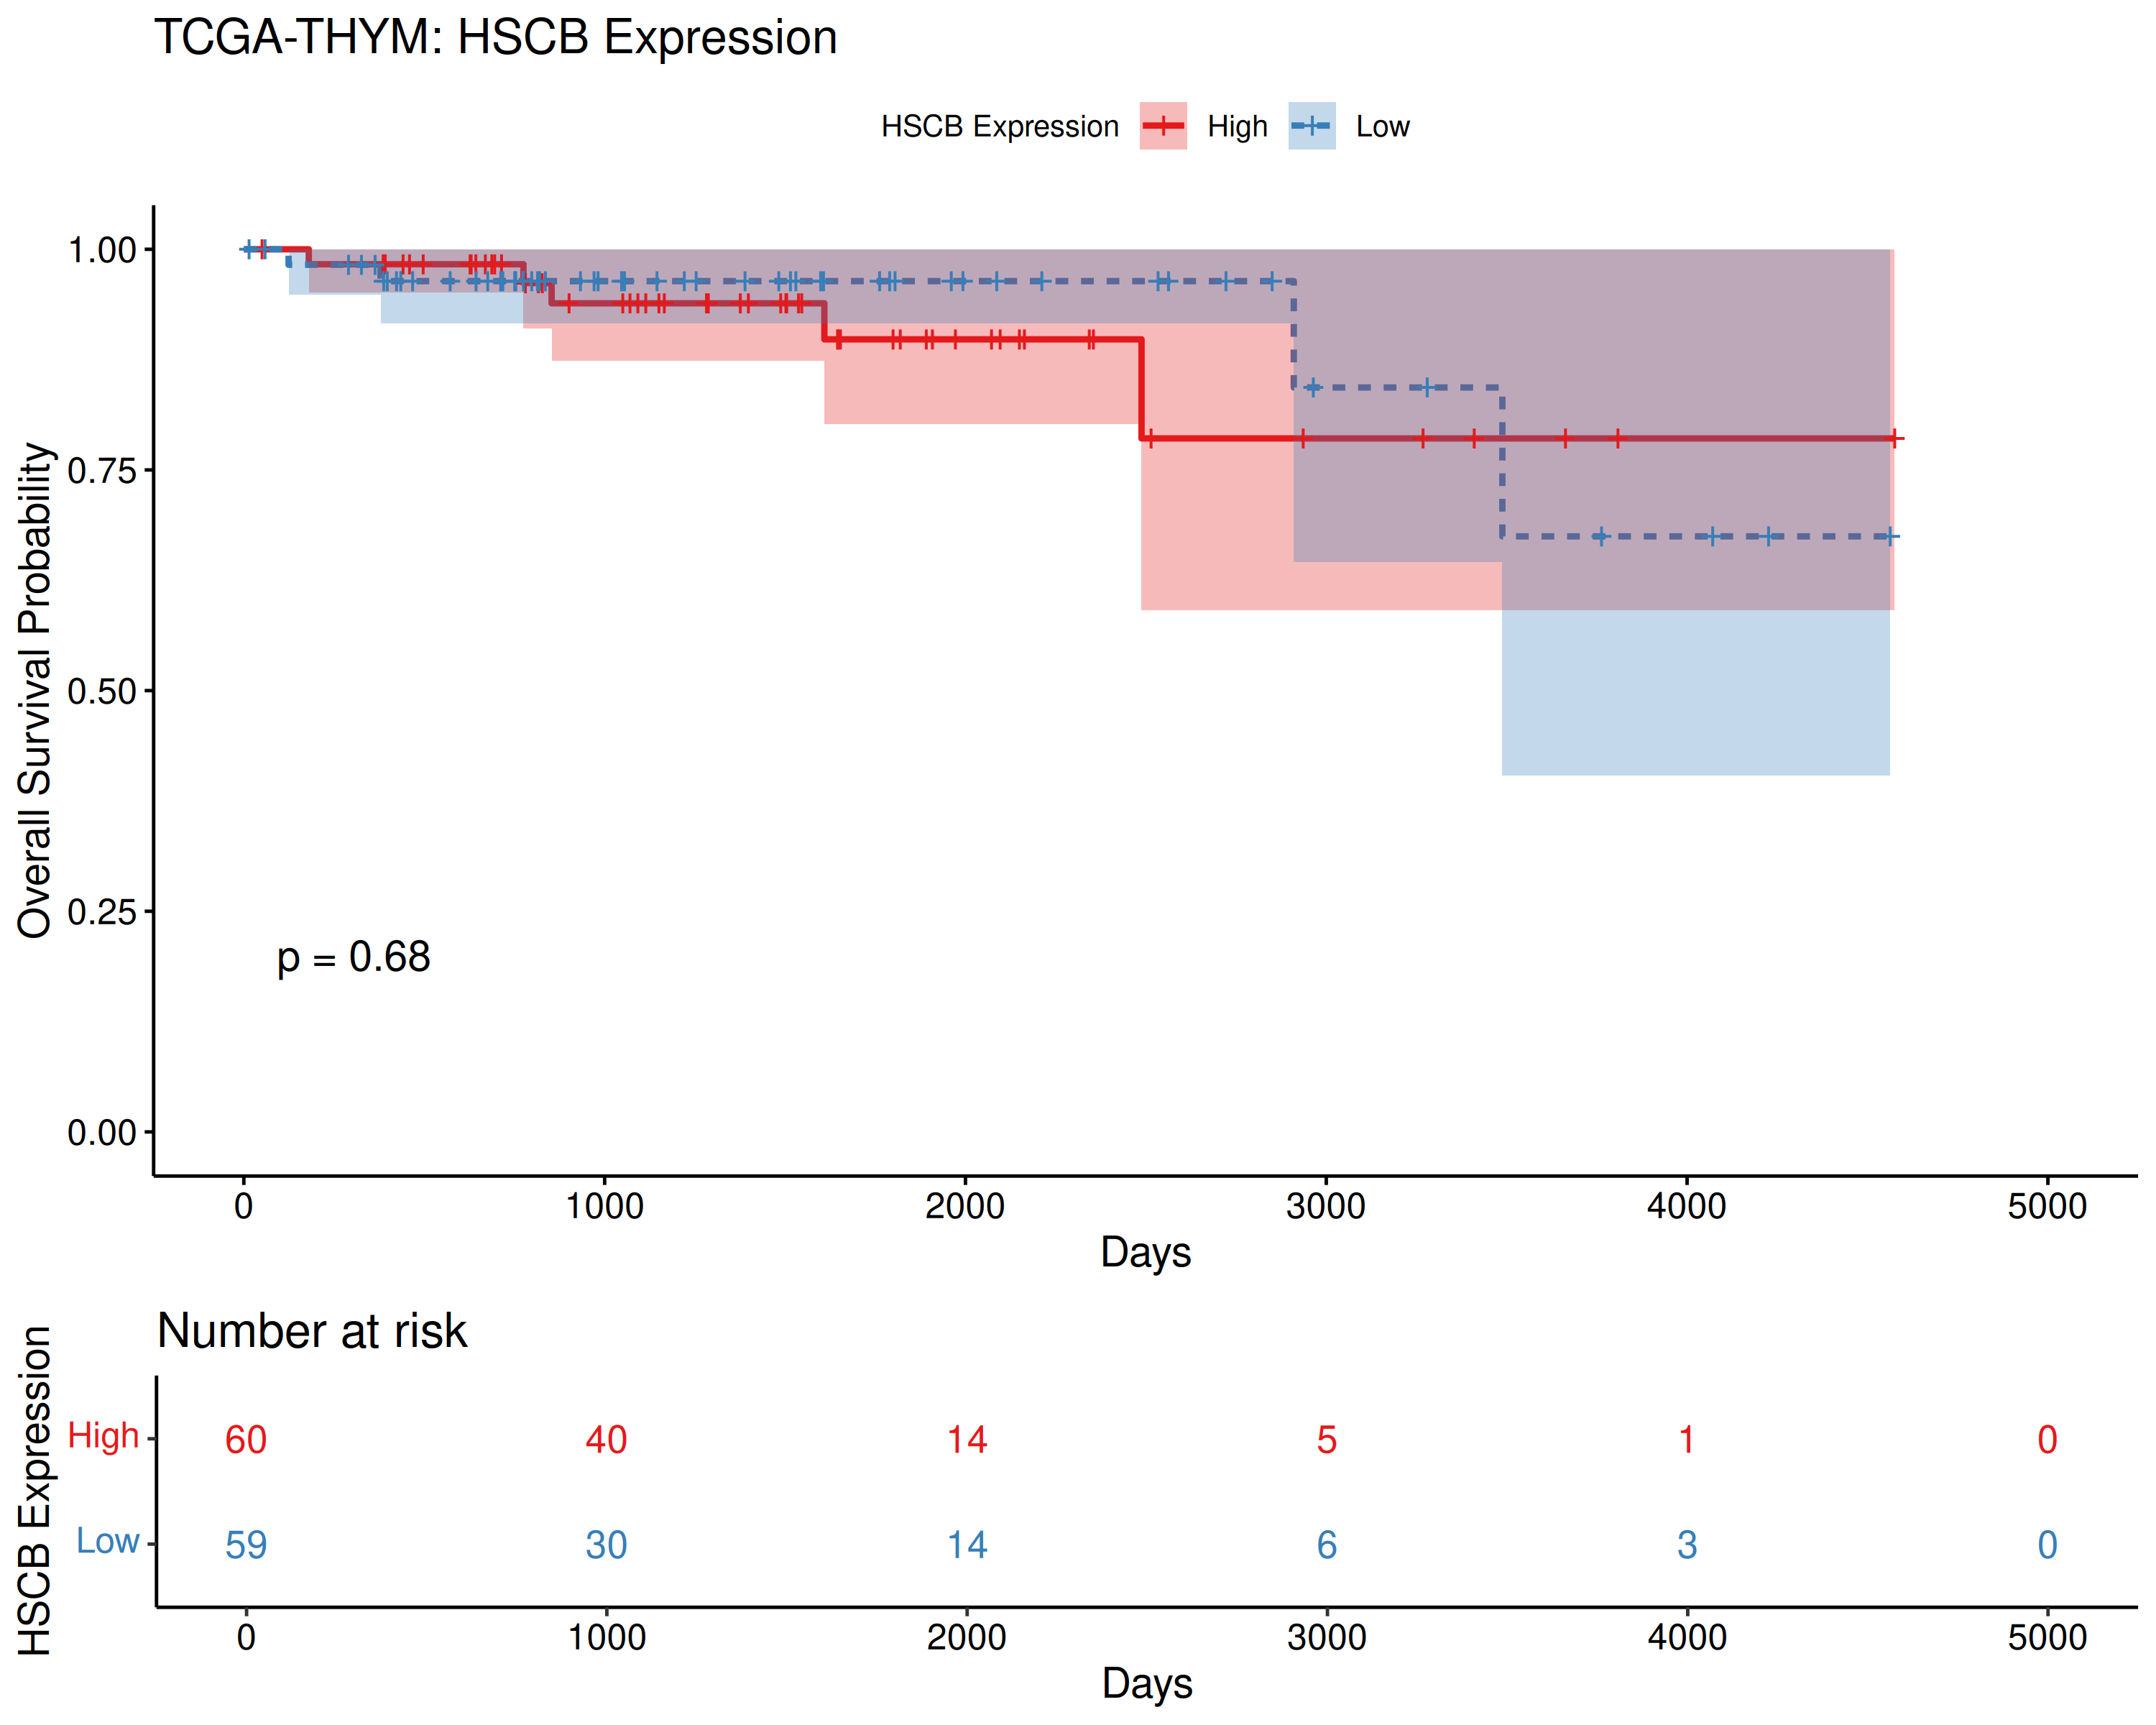 TCGA-THYM: HSCB Expression
HSCB Expression High Low
Overall Survival Probability
1.00
0.75
0.50
0.25
0.00
p = 0.68
0 1000 2000 3000 4000 5000
Days
Number at risk
HSCB Expression
High 60 40 14 5 1 0
Low 59 30 14 6 3 0
0 1000 2000 3000 4000 5000
Days